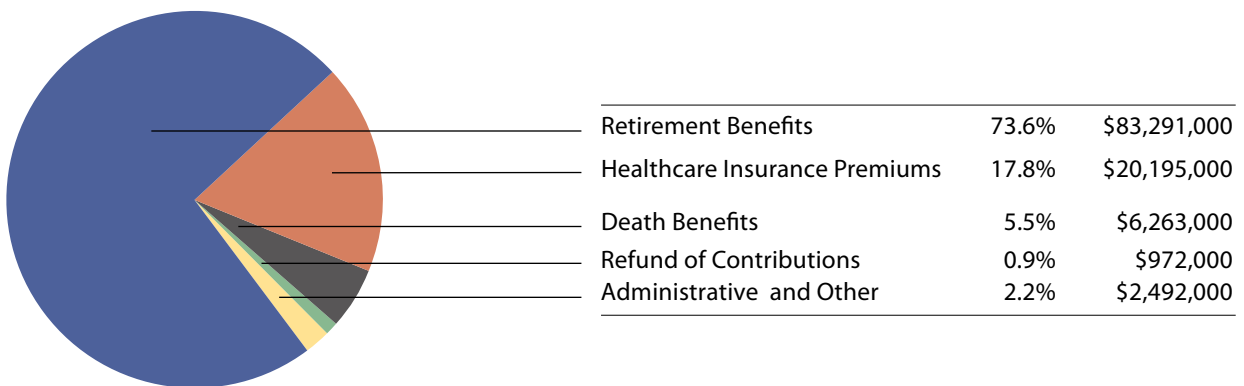 Retirement Benefits 73.6% $83,291,000
Healthcare Insurance Premiums 17.8% $20,195,000
Death Benefits 5.5% $6,263,000
Refund of Contributions 0.9% $972,000
Administrative and Other 2.2% $2,492,000